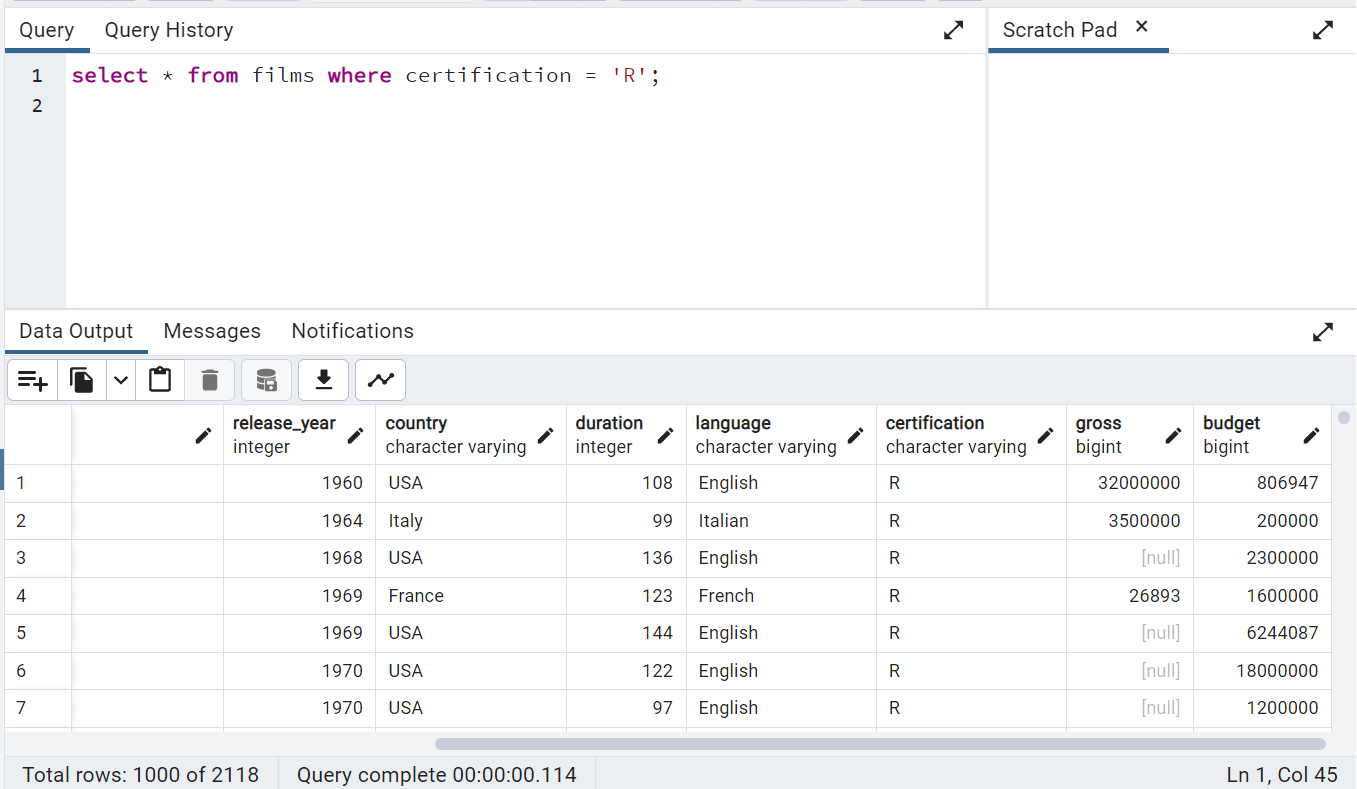 Query Query History Scratch Pad ×
1 select * from films where certification = 'R';
2
Data Output Messages Notifications
release_year country duration language certification gross budget
integer character varying integer character varying character varying bigint bigint
1 1960 USA 108 English R 32000000 806947
2 1964 Italy 99 Italian R 3500000 200000
3 1968 USA 136 English R [null] 2300000
4 1969 France 123 French R 26893 1600000
5 1969 USA 144 English R [null] 6244087
6 1970 USA 122 English R [null] 18000000
7 1970 USA 97 English R [null] 1200000
Total rows: 1000 of 2118 Query complete 00:00:00.114 Ln 1, Col 45